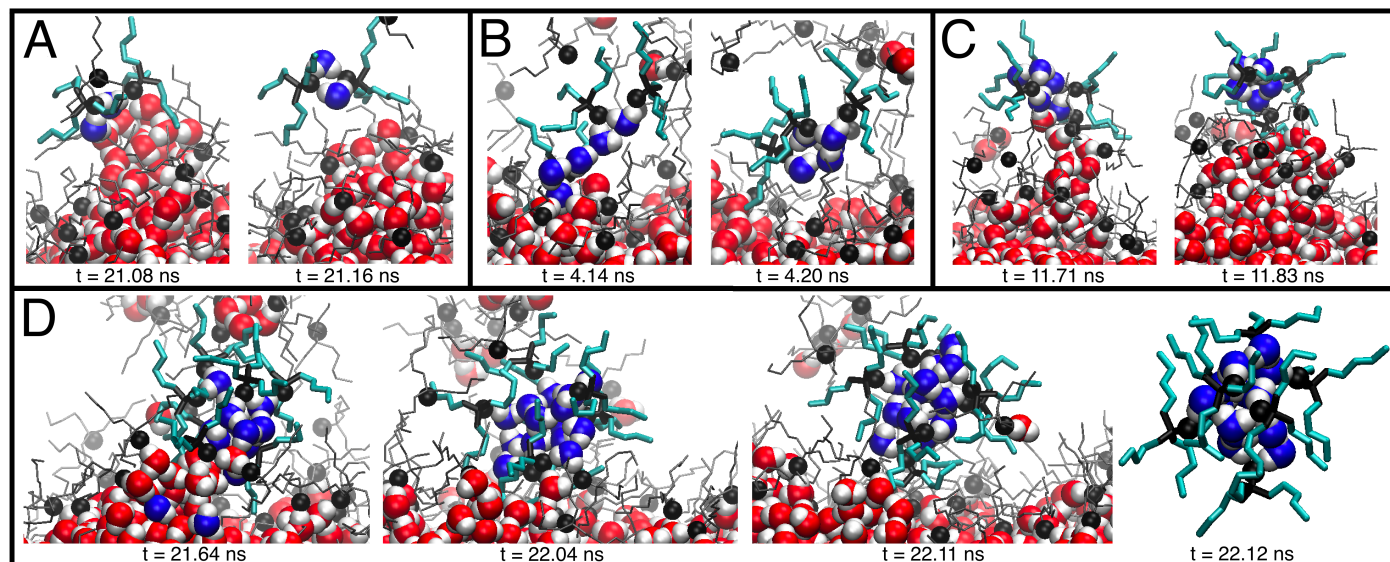 A
B
C
t = 21.08 ns
t = 21.16 ns
t = 4.14 ns
t = 4.20 ns
t = 11.71 ns
t = 11.83 ns
D
t = 21.64 ns
t = 22.04 ns
t = 22.11 ns
t = 22.12 ns